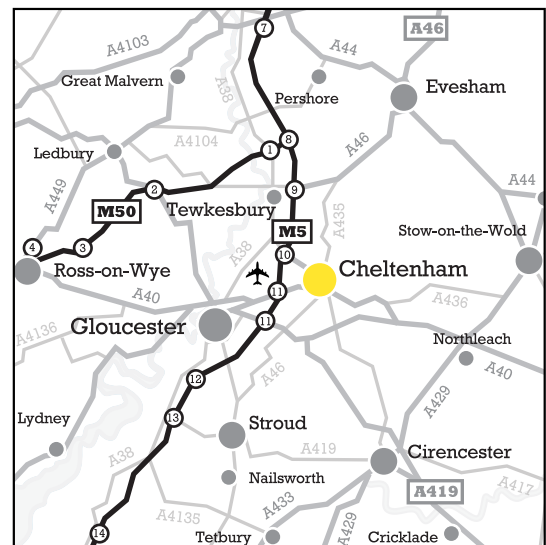 7
A46
A4103
A44
Great Malvern
A38
Pershore
Evesham
A4104
8
1
A46
Ledbury
A449
2
9
A44
M50
Tewkesbury
A435
Stow-on-the-Wold
M5
4
3
A38
10
Ross-on-Wye
Cheltenham
11
A40
A436
A4136
Gloucester
11
Northleach
A40
A46
12
A429
Lydney
13
Stroud
A419
Cirencester
A38
Nailsworth
A417
A419
A433
A4135
A429
14
Tetbury
Cricklade